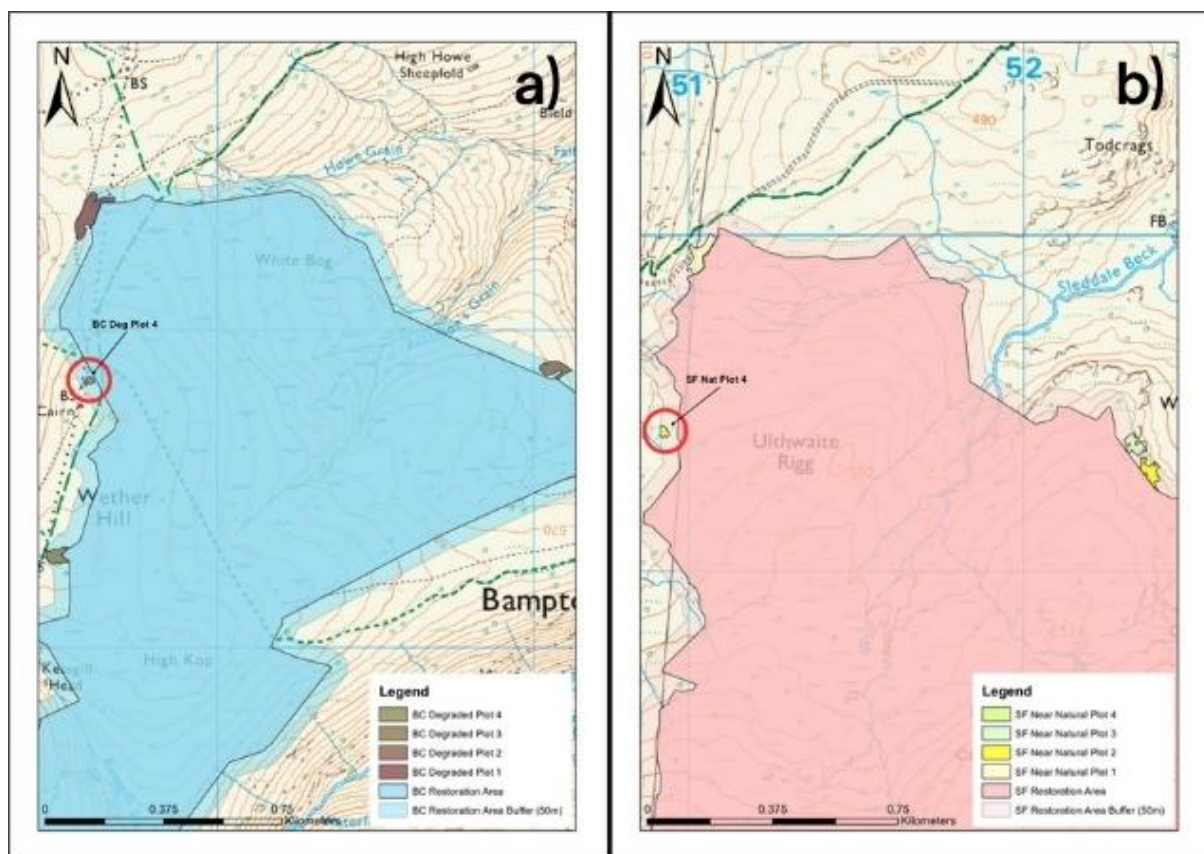 a)
N
BS
High Howe
Sheepfold
Bield
Howe Grain
White Bog
Grain
BC Deg Plot 4
Cairn
Wether
Hill
570
Bampto
High Kop
Head
Legend
BC Degraded Plot 4
BC Degraded Plot 3
BC Degraded Plot 2
BC Degraded Plot 1
BC Restoration Area
BC Restoration Area Buffer (50m)
0 0.375 0.75
Kilometers
b)
N
51
52
510
490
Todcrags
FB
Sleddale Beck
SF Nat Plot 4
Ulthwaite
Rigg
W
Legend
SF Near Natural Plot 4
SF Near Natural Plot 3
SF Near Natural Plot 2
SF Near Natural Plot 1
SF Restoration Area
SF Restoration Area Buffer (50m)
0 0.375 0.75
Kilometers